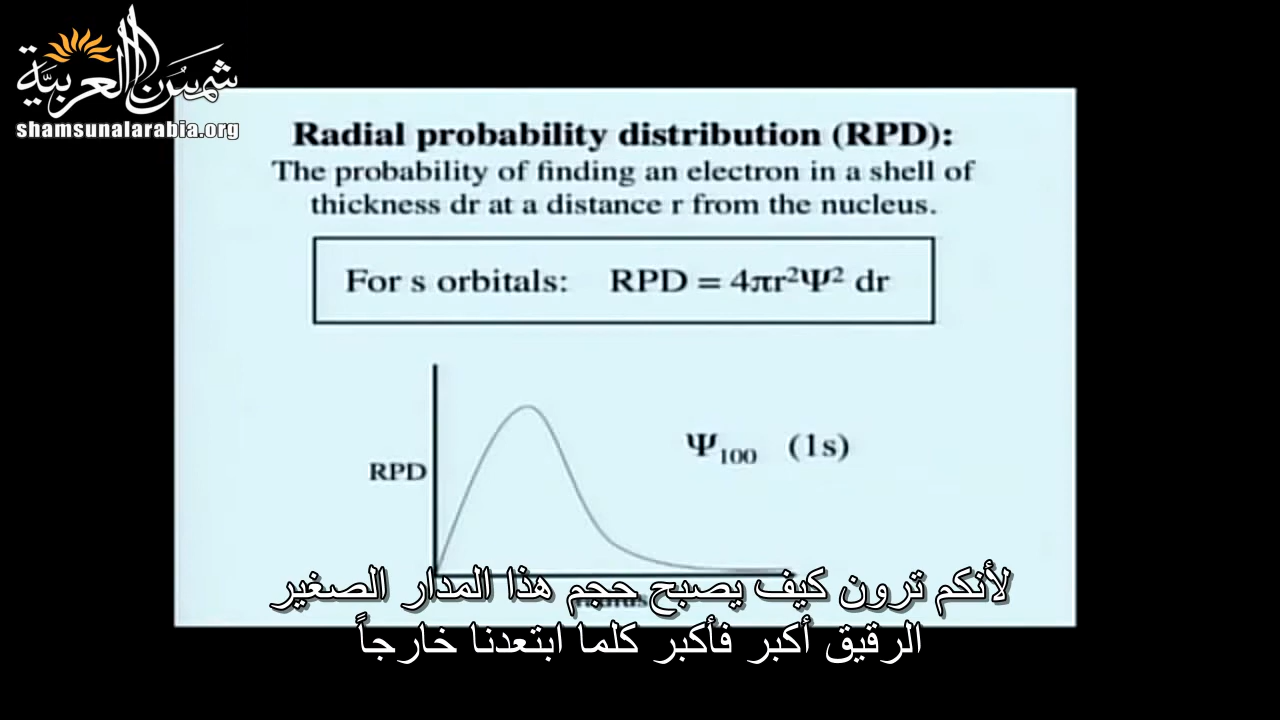 شمس العربية
shamsunalarabia.org
Radial probability distribution (RPD):
The probability of finding an electron in a shell of
thickness dr at a distance r from the nucleus.
For s orbitals: RPD = 4πr²Ψ² dr
RPD
Ψ₁₀₀ (1s)
لأنكم ترون كيف يصبح حجم هذا المدار الصغير
الرقيق أكبر فأكبر كلما ابتعدنا خارجاً